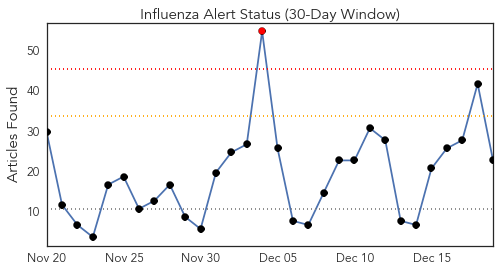 Influenza Alert Status (30-Day Window)
Articles Found
50
40
30
20
10
Nov 20
Nov 25
Nov 30
Dec 05
Dec 10
Dec 15